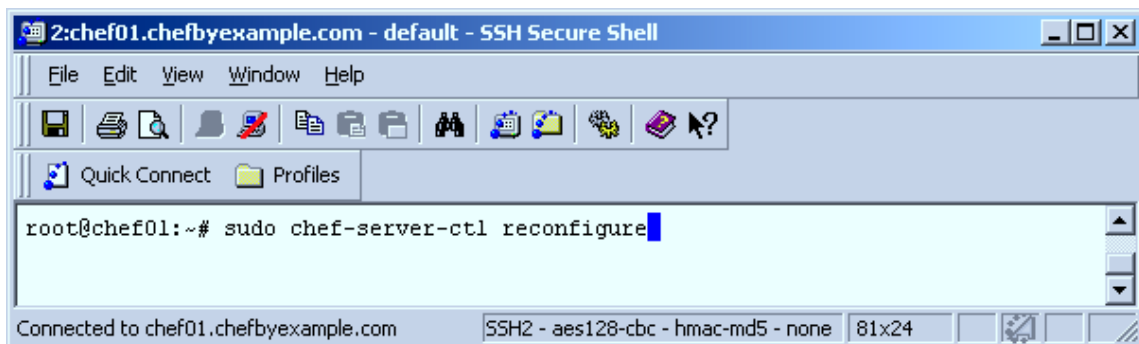 2:chef01.chefbyexample.com - default - SSH Secure Shell
File Edit View Window Help
Quick Connect Profiles
root@chef01:~# sudo chef-server-ctl reconfigure
Connected to chef01.chefbyexample.com SSH2 - aes128-cbc - hmac-md5 - none 81x24